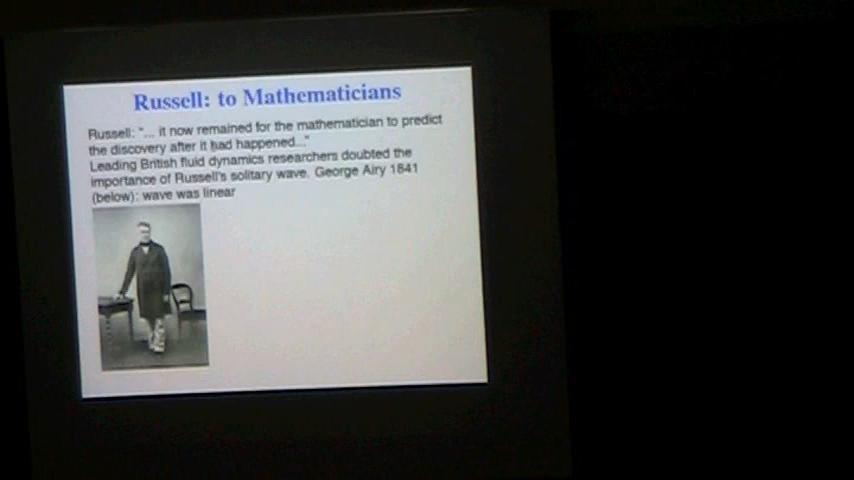 Russell: to Mathematicians
Russell: "... it now remained for the mathematician to predict
the discovery after it had happened..."
Leading British fluid dynamics researchers doubted the
importance of Russell's solitary wave. George Airy 1841
(below): wave was linear